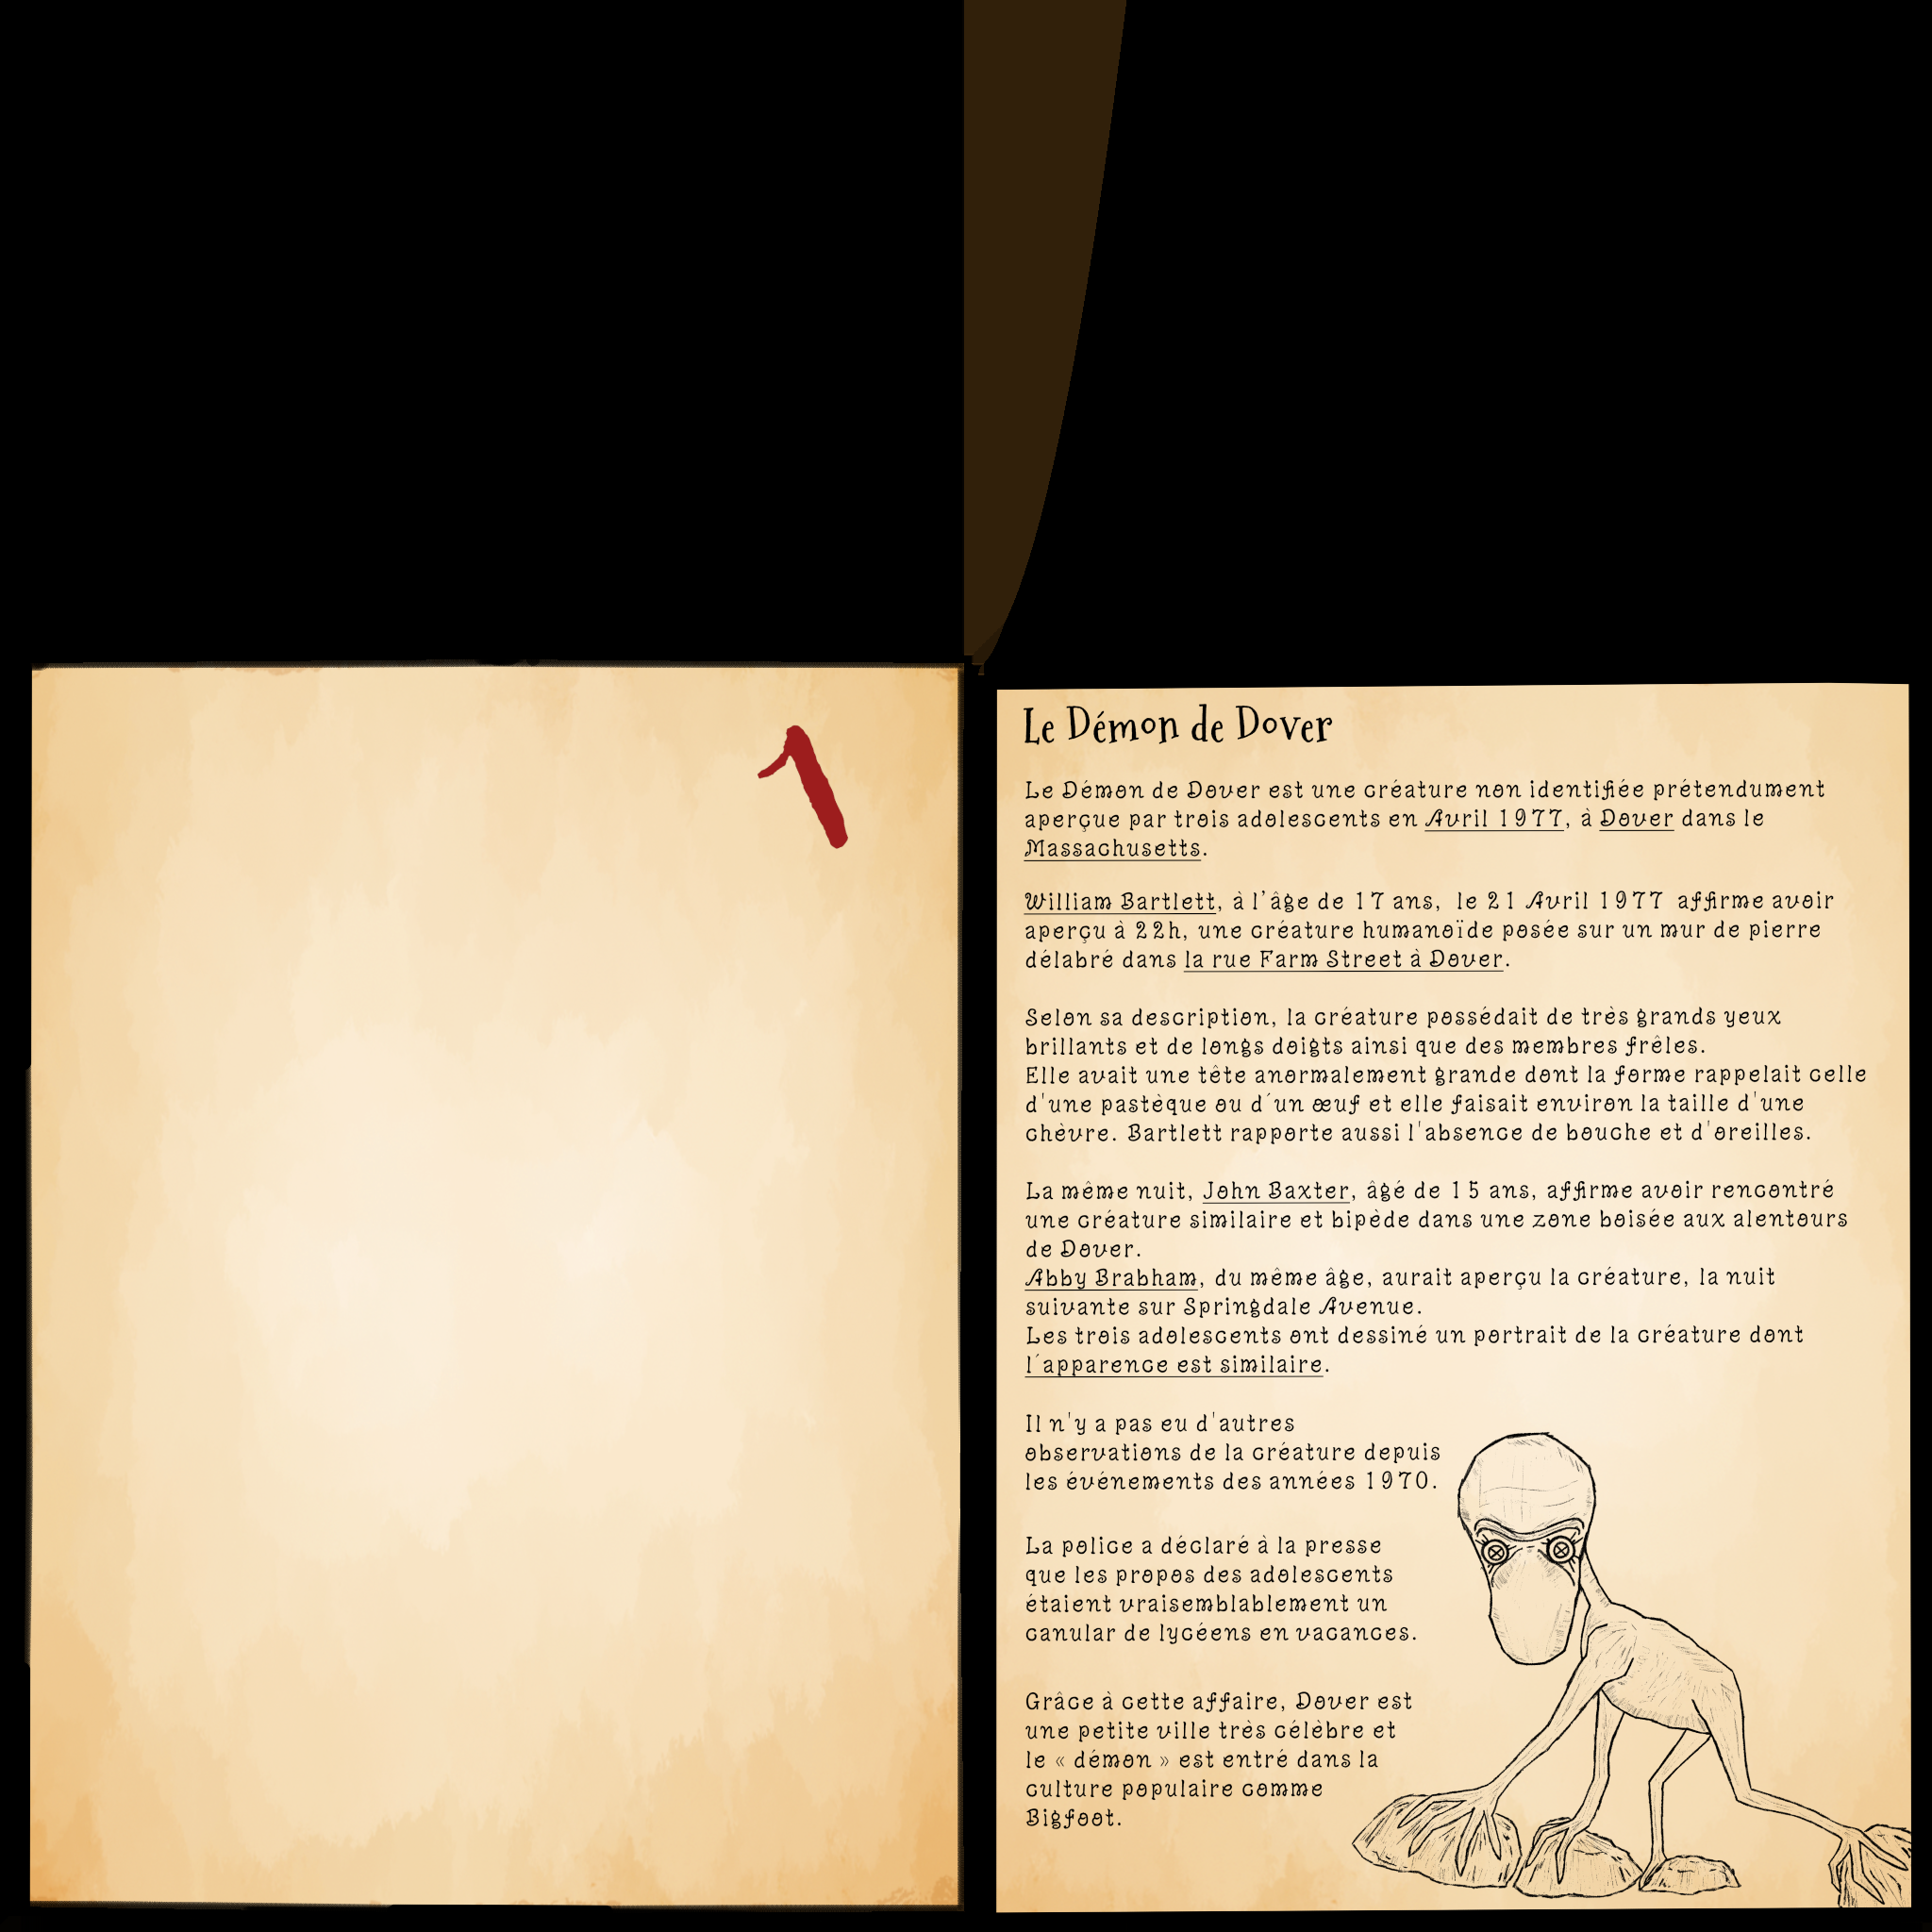 1
Le Démon de Dover
Le Démon de Dover est une créature non identifiée prétendument
aperçue par trois adolescents en Avril 1977, à Dover dans le
Massachusetts.
William Bartlett, à l'âge de 17 ans, le 21 Avril 1977 affirme avoir
aperçu à 22h, une créature humanoïde posée sur un mur de pierre
délabré dans la rue Farm Street à Dover.
Selon sa description, la créature possédait de très grands yeux
brillants et de longs doigts ainsi que des membres frêles.
Elle avait une tête anormalement grande dont la forme rappelait celle
d'une pastèque ou d´un œuf et elle faisait environ la taille d'une
chèvre. Bartlett rapporte aussi l'absence de bouche et d'oreilles.
La même nuit, John Baxter, âgé de 15 ans, affirme avoir rencontré
une créature similaire et bipède dans une zone boisée aux alentours
de Dover.
Abby Brabham, du même âge, aurait aperçu la créature, la nuit
suivante sur Springdale Avenue.
Les trois adolescents ont dessiné un portrait de la créature dont
l´apparence est similaire.
Il n'y a pas eu d'autres
observations de la créature depuis
les événements des années 1970.
La police a déclaré à la presse
que les propos des adolescents
étaient vraisemblablement un
canular de lycéens en vacances.
Grâce à cette affaire, Dover est
une petite ville très célèbre et
le « démon » est entré dans la
culture populaire comme
Bigfoot.